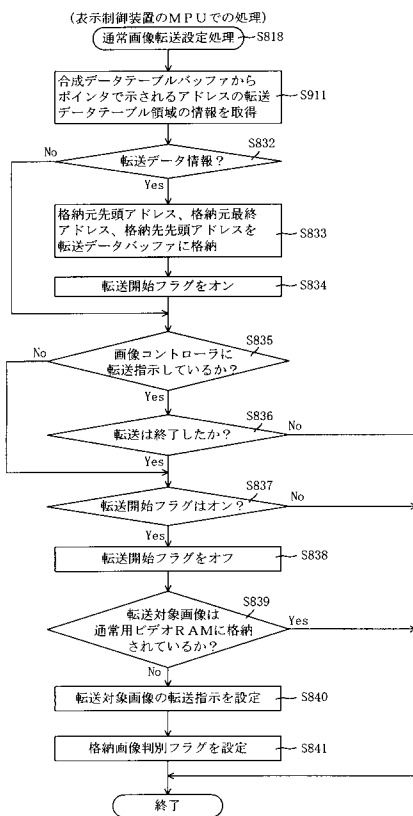 (表示制御装置のMPUでの処理)
通常画像転送設定処理
S818
合成データテーブルバッファから
ポインタで示されるアドレスの転送
データテーブル領域の情報を取得
S911
転送データ情報?
S832
No
Yes
格納元先頭アドレス、格納元最終
アドレス、格納先先頭アドレスを
転送データバッファに格納
S833
転送開始フラグをオン
S834
画像コントローラに
転送指示しているか?
S835
No
Yes
転送は終了したか?
S836
No
Yes
転送開始フラグはオン?
S837
No
Yes
転送開始フラグをオフ
S838
転送対象画像は
通常用ビデオRAMに格納
されているか?
S839
Yes
No
転送対象画像の転送指示を設定
S840
格納画像判別フラグを設定
S841
終了